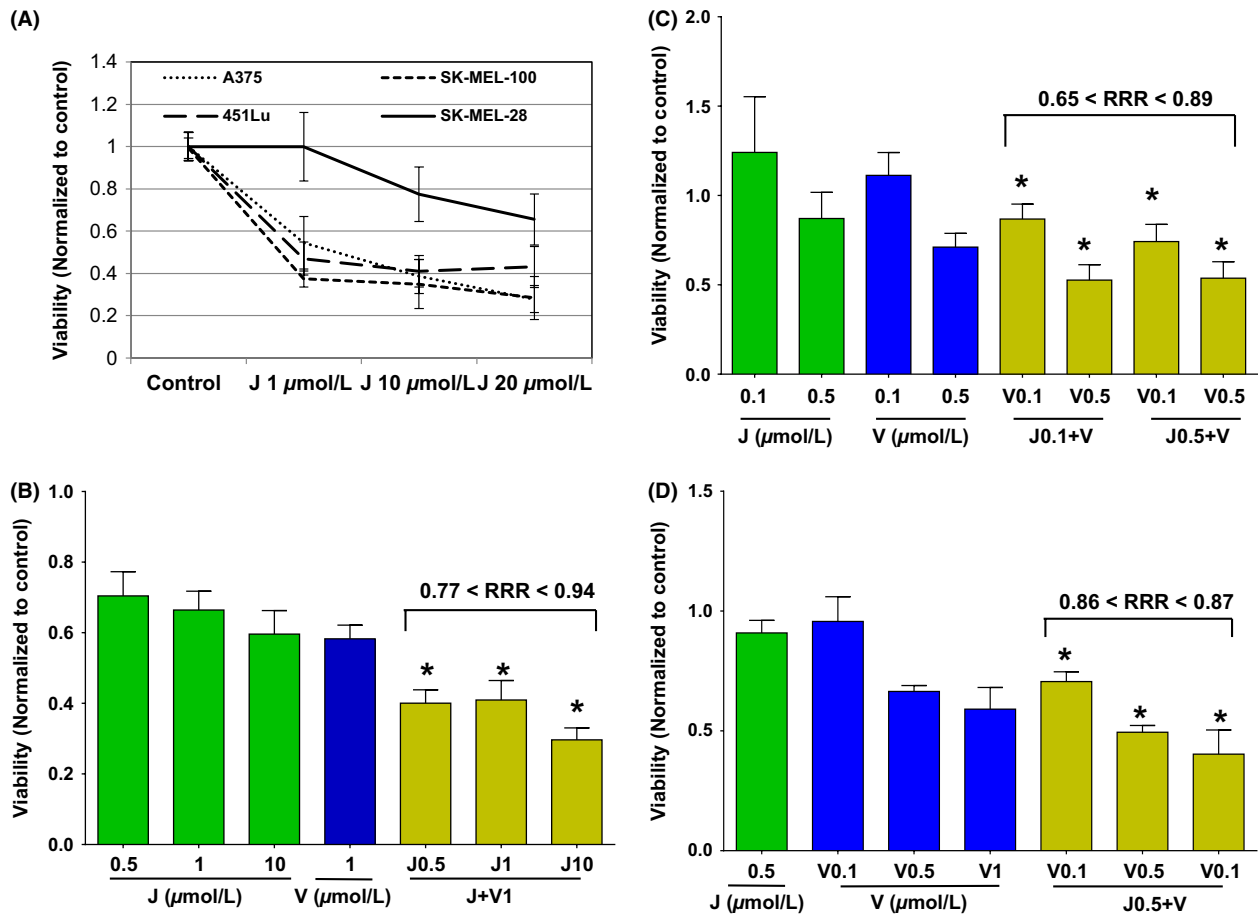 (A)
Viability (Normalized to control)
1.4
1.2
1
0.8
0.6
0.4
0.2
0
A375
SK-MEL-100
451Lu
SK-MEL-28
Control J 1 µmol/L J 10 µmol/L J 20 µmol/L
(B)
Viability (Normalized to control)
1.0
0.8
0.6
0.4
0.2
0.0
0.77 < RRR < 0.94
* * *
0.5 1 10 1 J0.5 J1 J10
J (µmol/L) V (µmol/L) J+V1
(C)
Viability (Normalized to control)
2.0
1.5
1.0
0.5
0.0
0.65 < RRR < 0.89
* * * *
0.1 0.5 0.1 0.5 V0.1 V0.5 V0.1 V0.5
J (µmol/L) V (µmol/L) J0.1+V J0.5+V
(D)
Viability (Normalized to control)
1.5
1.0
0.5
0.0
0.86 < RRR < 0.87
* * *
0.5 V0.1 V0.5 V1 V0.1 V0.5 V0.1
J (µmol/L) V (µmol/L) J0.5+V